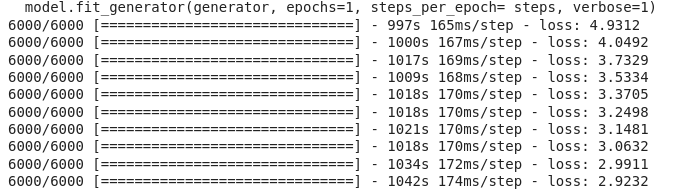 model.fit_generator(generator, epochs=1, steps_per_epoch= steps, verbose=1)
6000/6000 [==============================] - 997s 165ms/step - loss: 4.9312
6000/6000 [==============================] - 1000s 167ms/step - loss: 4.0492
6000/6000 [==============================] - 1017s 169ms/step - loss: 3.7329
6000/6000 [==============================] - 1009s 168ms/step - loss: 3.5334
6000/6000 [==============================] - 1018s 170ms/step - loss: 3.3705
6000/6000 [==============================] - 1018s 170ms/step - loss: 3.2498
6000/6000 [==============================] - 1021s 170ms/step - loss: 3.1481
6000/6000 [==============================] - 1018s 170ms/step - loss: 3.0632
6000/6000 [==============================] - 1034s 172ms/step - loss: 2.9911
6000/6000 [==============================] - 1042s 174ms/step - loss: 2.9232